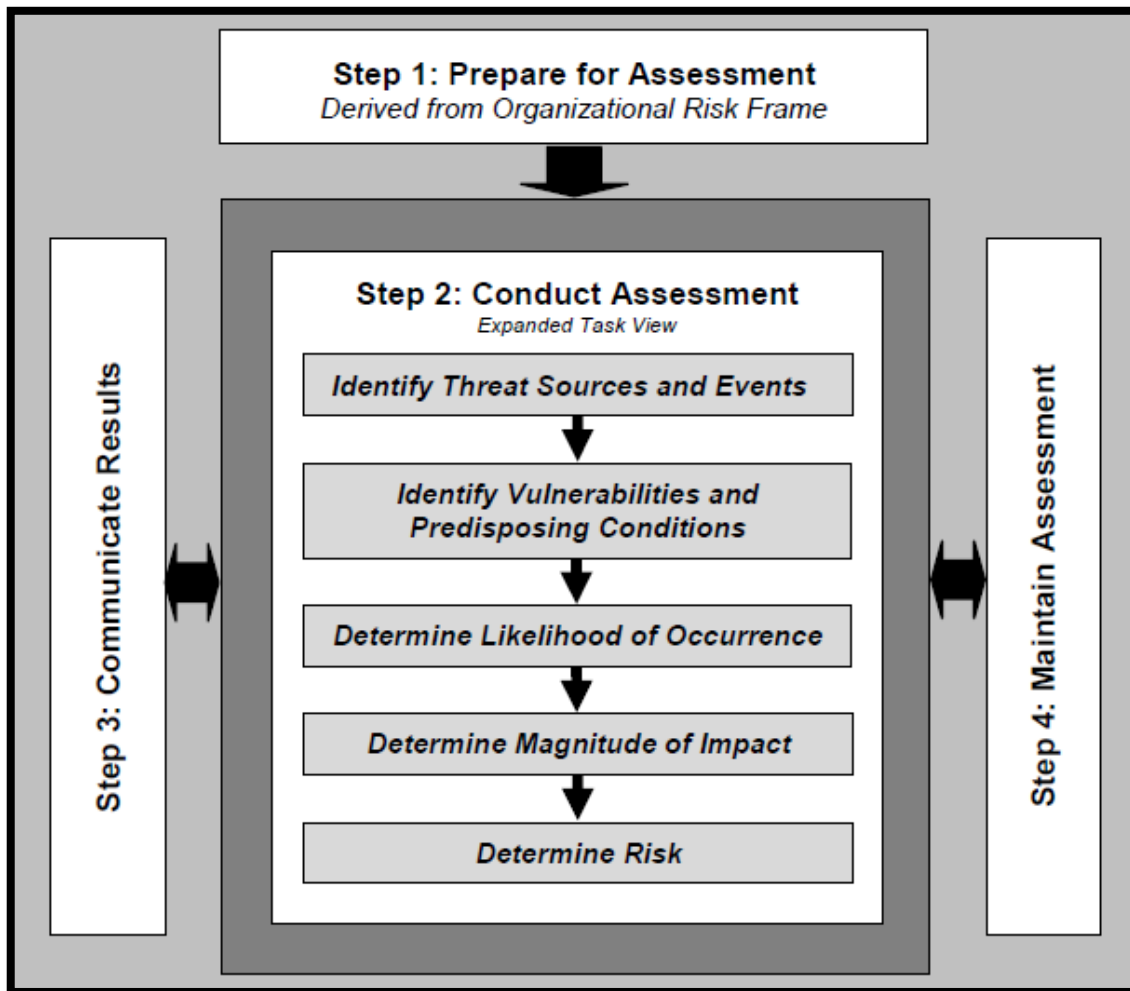 Step 1: Prepare for Assessment
Derived from Organizational Risk Frame
Step 2: Conduct Assessment
Expanded Task View
Identify Threat Sources and Events
Identify Vulnerabilities and
Predisposing Conditions
Determine Likelihood of Occurrence
Determine Magnitude of Impact
Determine Risk
Step 3: Communicate Results
Step 4: Maintain Assessment